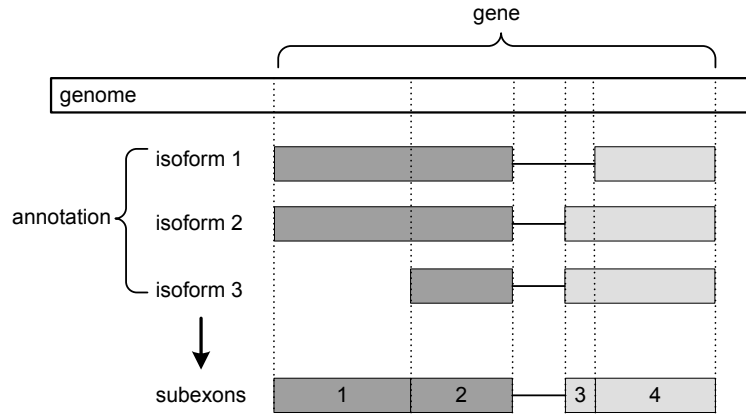 gene
genome
isoform 1
annotation
isoform 2
isoform 3
subexons
1 2 3 4